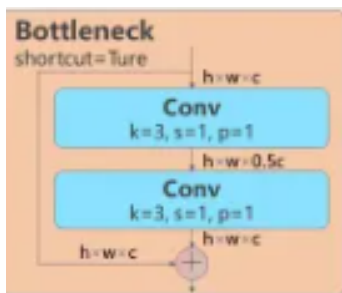 Bottleneck
shortcut=Ture
h×w×c
Conv
k=3, s=1, p=1
h×w×0.5c
Conv
k=3, s=1, p=1
h×w×c
h×w×c
+